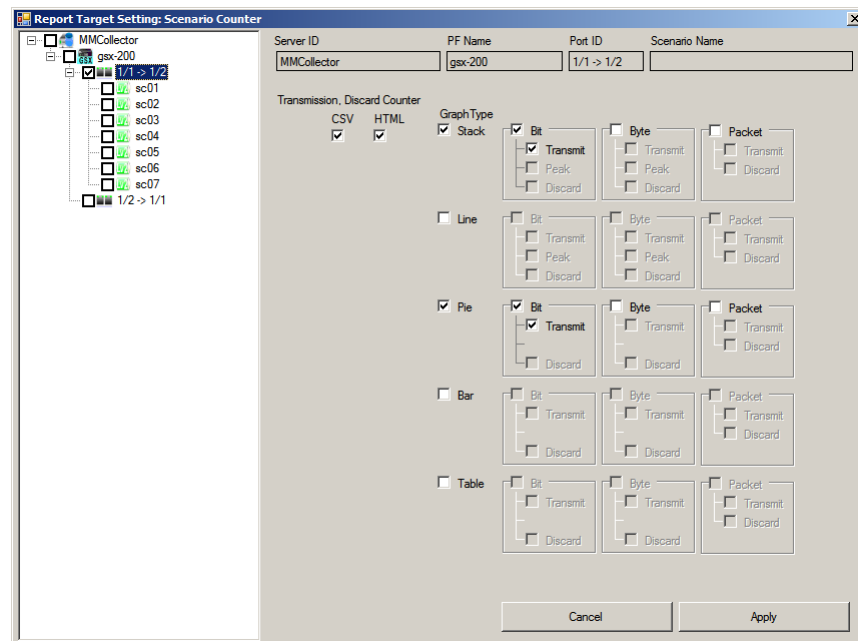 Report Target Setting: Scenario Counter
MMCollector
gsx-200
1/1 -> 1/2
sc01
sc02
sc03
sc04
sc05
sc06
sc07
1/2 -> 1/1
Server ID PF Name Port ID Scenario Name
MMCollector gsx-200 1/1 -> 1/2
Transmission, Discard Counter
CSV HTML GraphType
Stack Bit Byte Packet
Transmit Transmit Transmit
Peak Peak Discard
Discard Discard
Line Bit Byte Packet
Transmit Transmit Transmit
Peak Peak Discard
Discard Discard
Pie Bit Byte Packet
Transmit Transmit Transmit
Discard
Discard Discard
Bar Bit Byte Packet
Transmit Transmit Transmit
Discard
Discard Discard
Table Bit Byte Packet
Transmit Transmit Transmit
Discard
Discard Discard
Cancel Apply